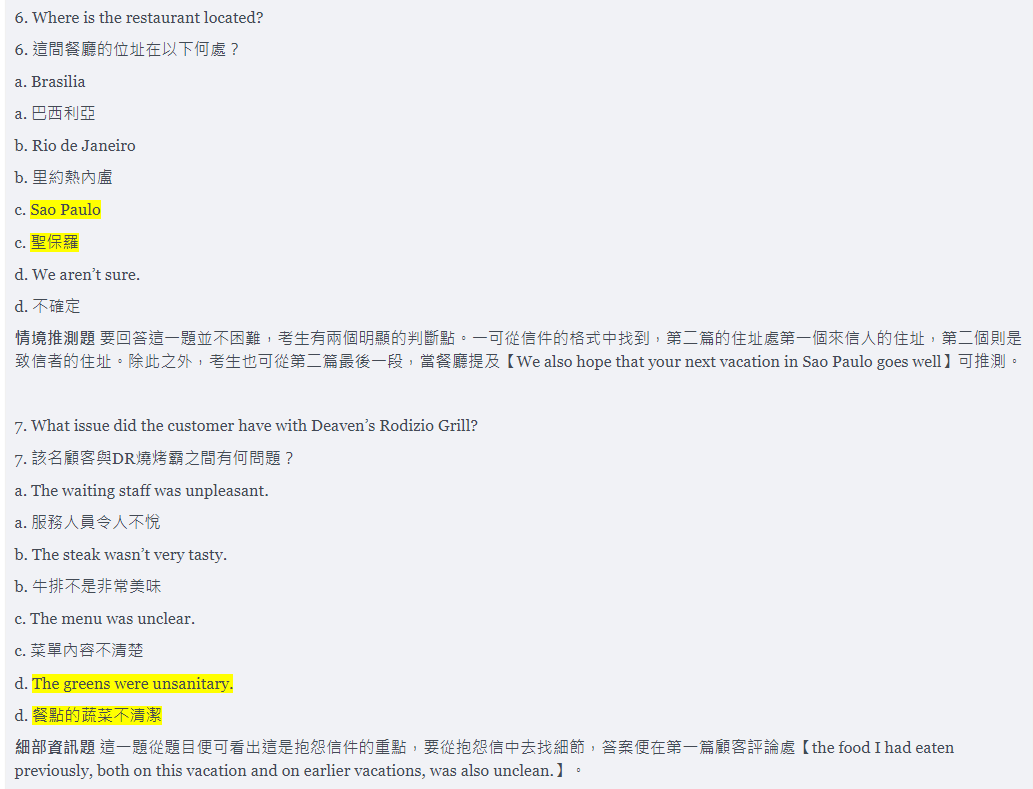 6. Where is the restaurant located?
6. 這間餐廳的位址在以下何處？
a. Brasilia
a. 巴西利亞
b. Rio de Janeiro
b. 里約熱內盧
c. Sao Paulo
c. 聖保羅
d. We aren’t sure.
d. 不確定
情境推測題 要回答這一題並不困難，考生有兩個明顯的判斷點。一可從信件的格式中找到，第二篇的住址處第一個來信人的住址，第二個則是
致信者的住址。除此之外，考生也可從第二篇最後一段，當餐廳提及【We also hope that your next vacation in Sao Paulo goes well】可推測。
7. What issue did the customer have with Deaven’s Rodizio Grill?
7. 該名顧客與DR燒烤霸之間有何問題？
a. The waiting staff was unpleasant.
a. 服務人員令人不悅
b. The steak wasn’t very tasty.
b. 牛排不是非常美味
c. The menu was unclear.
c. 菜單內容不清楚
d. The greens were unsanitary.
d. 餐點的蔬菜不清潔
細部資訊題 這一題從題目便可看出這是抱怨信件的重點，要從抱怨信中去找細節，答案便在第一篇顧客評論處【the food I had eaten
previously, both on this vacation and on earlier vacations, was also unclean.】。